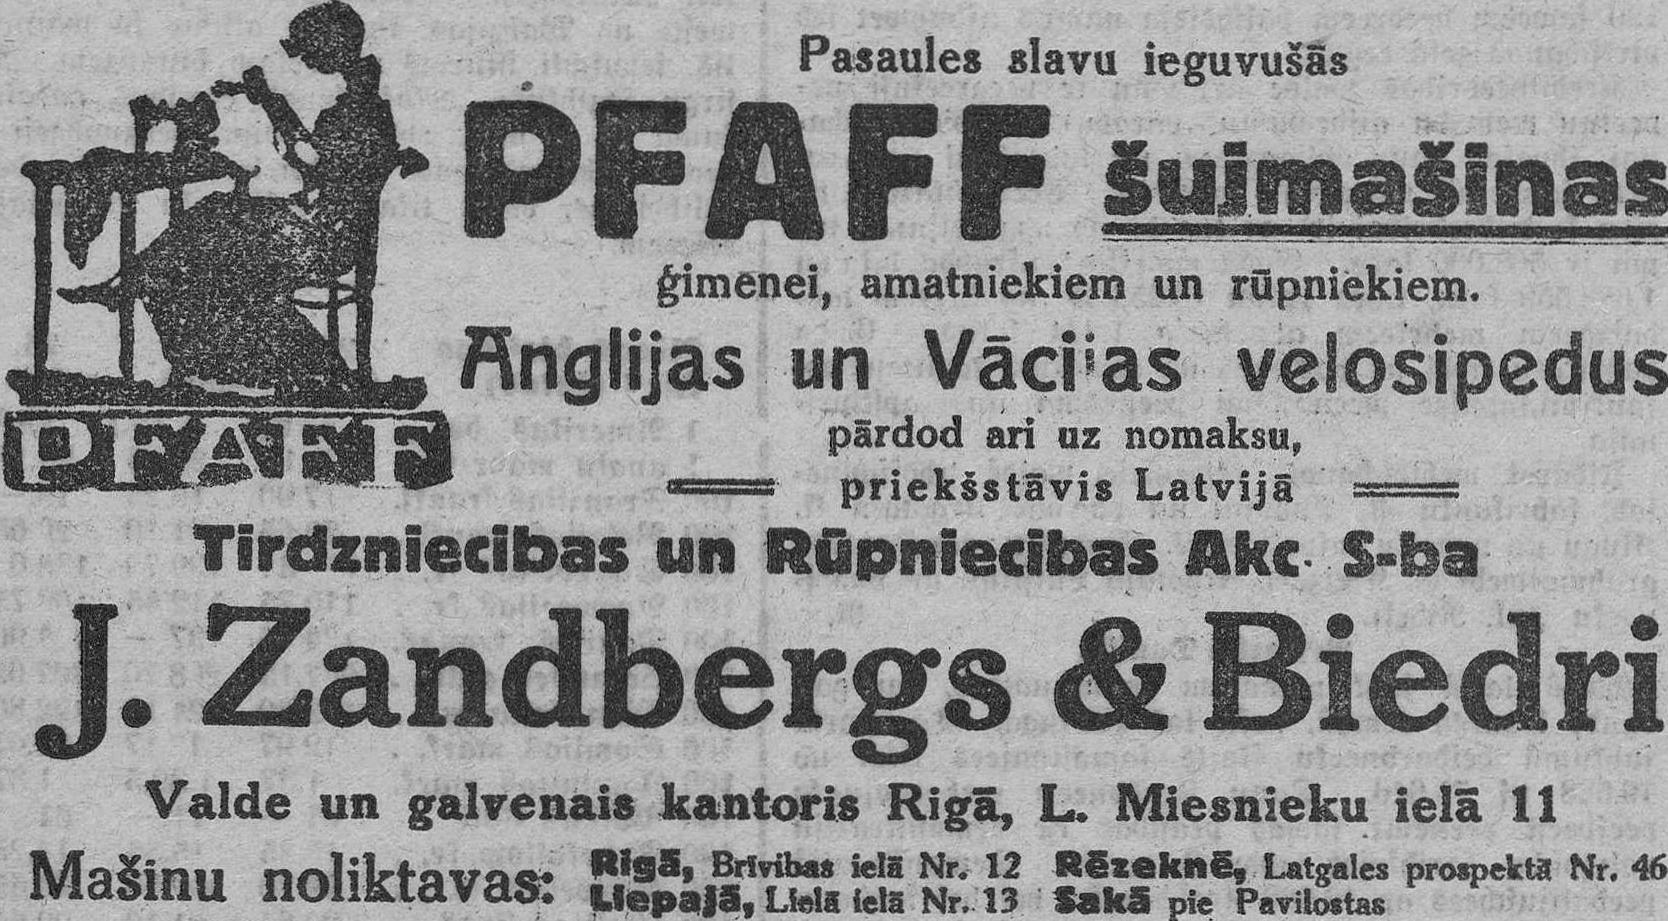 Pasaules slavu ieguvušās
PFAFF šujmašinas
ģimenei, amatniekiem un rūpniekiem.
Anglijas un Vācijas velosipedus
PFAFF
pārdod ari uz nomaksu,
priekšstāvis Latvijā
Tirdzniecibas un Rūpniecibas Akc. S-ba
J. Zandbergs & Biedri
Valde un galvenais kantoris Rigā, L. Miesnieku ielā 11
Mašinu noliktavas:
Rigā, Brīvibas ielā Nr. 12 Rēzeknē, Latgales prospektā Nr. 46
Liepajā, Lielā ielā Nr. 13 Sakā pie Pavilostas